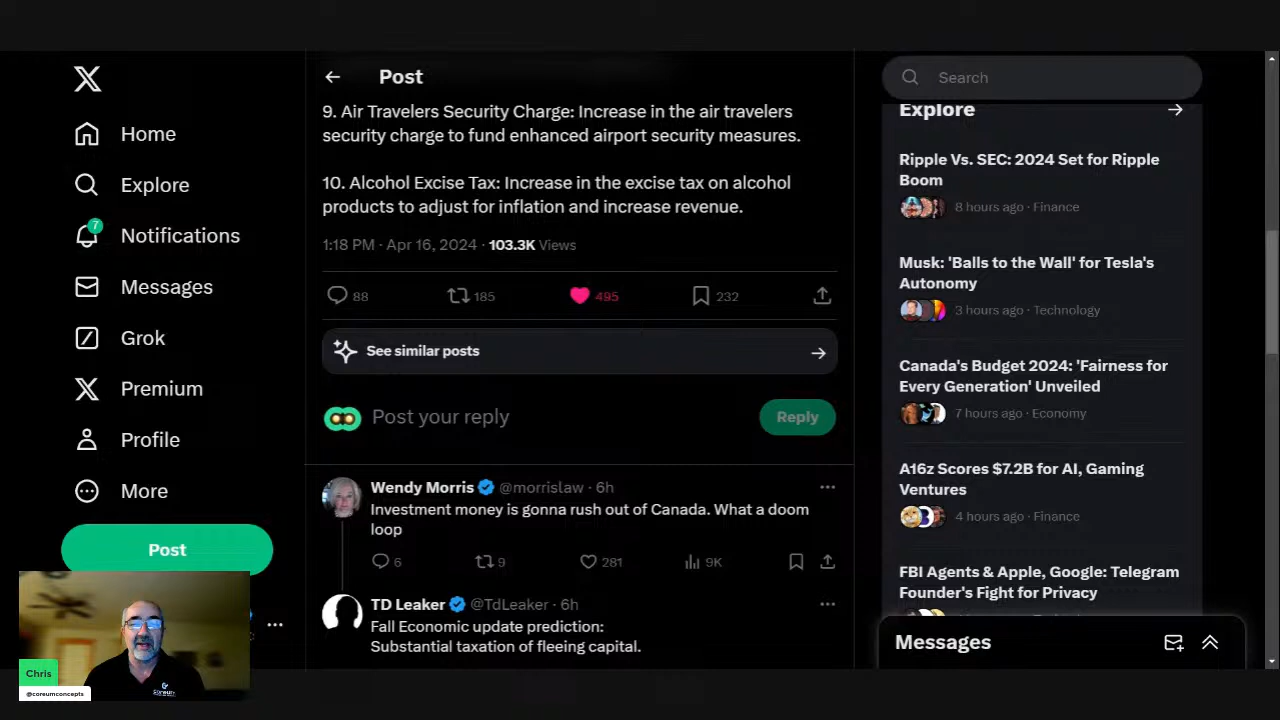 Post
Search
Home
Explore
7
Notifications
Messages
Grok
Premium
Profile
More
Post
9. Air Travelers Security Charge: Increase in the air travelers
security charge to fund enhanced airport security measures.
10. Alcohol Excise Tax: Increase in the excise tax on alcohol
products to adjust for inflation and increase revenue.
1:18 PM · Apr 16, 2024 · 103.3K Views
88 185 495 232
See similar posts
Post your reply
Reply
Wendy Morris @morrislaw · 6h
Investment money is gonna rush out of Canada. What a doom
loop
6 9 281 9K
TD Leaker @TdLeaker · 6h
Fall Economic update prediction:
Substantial taxation of fleeing capital.
Explore
Ripple Vs. SEC: 2024 Set for Ripple
Boom
8 hours ago · Finance
Musk: 'Balls to the Wall' for Tesla's
Autonomy
3 hours ago · Technology
Canada's Budget 2024: 'Fairness for
Every Generation' Unveiled
7 hours ago · Economy
A16z Scores $7.2B for AI, Gaming
Ventures
4 hours ago · Finance
FBI Agents & Apple, Google: Telegram
Founder's Fight for Privacy
Messages
Chris
@coreumconcepts